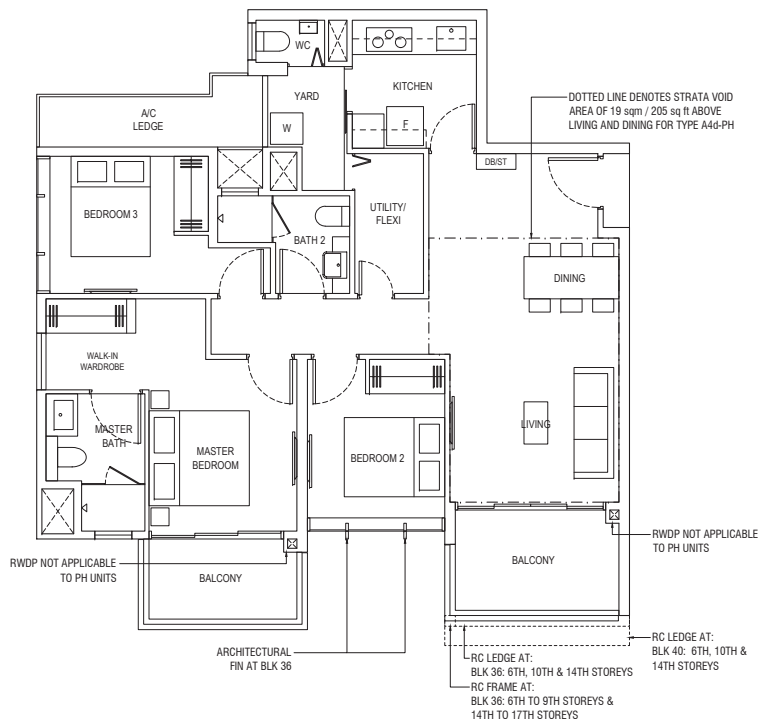 WC
KITCHEN
YARD
A/C
LEDGE
W
F
DOTTED LINE DENOTES STRATA VOID
AREA OF 19 sqm / 205 sq ft ABOVE
LIVING AND DINING FOR TYPE A4d-PH
DB/ST
BEDROOM 3
UTILITY/
FLEXI
BATH 2
DINING
WALK-IN
WARDROBE
MASTER
BATH
MASTER
BEDROOM
BEDROOM 2
LIVING
RWDP NOT APPLICABLE
TO PH UNITS
BALCONY
BALCONY
RWDP NOT APPLICABLE
TO PH UNITS
ARCHITECTURAL
FIN AT BLK 36
RC LEDGE AT:
BLK 36: 6TH, 10TH & 14TH STOREYS
RC FRAME AT:
BLK 36: 6TH TO 9TH STOREYS &
14TH TO 17TH STOREYS
RC LEDGE AT:
BLK 40: 6TH, 10TH &
14TH STOREYS